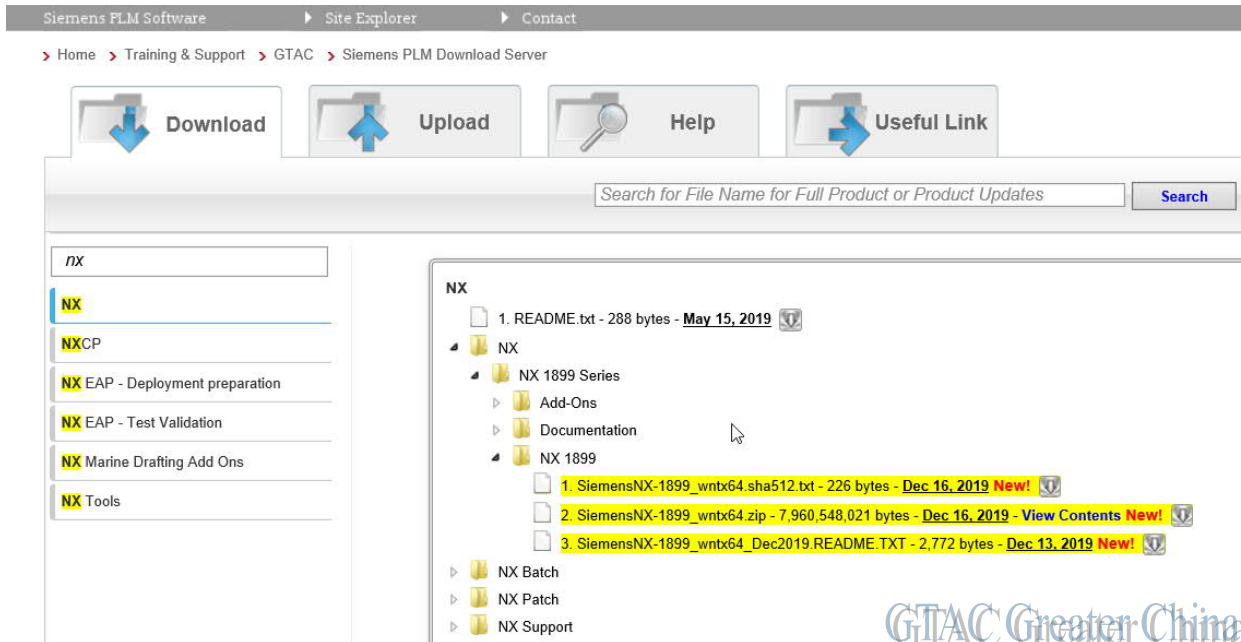 Siemens PLM Software Site Explorer Contact
Home Training & Support GTAC Siemens PLM Download Server
Download Upload Help Useful Link
Search for File Name for Full Product or Product Updates Search
nx
NX
NXCP
NX EAP - Deployment preparation
NX EAP - Test Validation
NX Marine Drafting Add Ons
NX Tools
NX
1. README.txt - 288 bytes - May 15, 2019
NX
NX 1899 Series
Add-Ons
Documentation
NX 1899
1. SiemensNX-1899_wntx64.sha512.txt - 226 bytes - Dec 16, 2019 New!
2. SiemensNX-1899_wntx64.zip - 7,960,548,021 bytes - Dec 16, 2019 - View Contents New!
3. SiemensNX-1899_wntx64_Dec2019.README.TXT - 2,772 bytes - Dec 13, 2019 New!
NX Batch
NX Patch
NX Support
GTAC Greater China